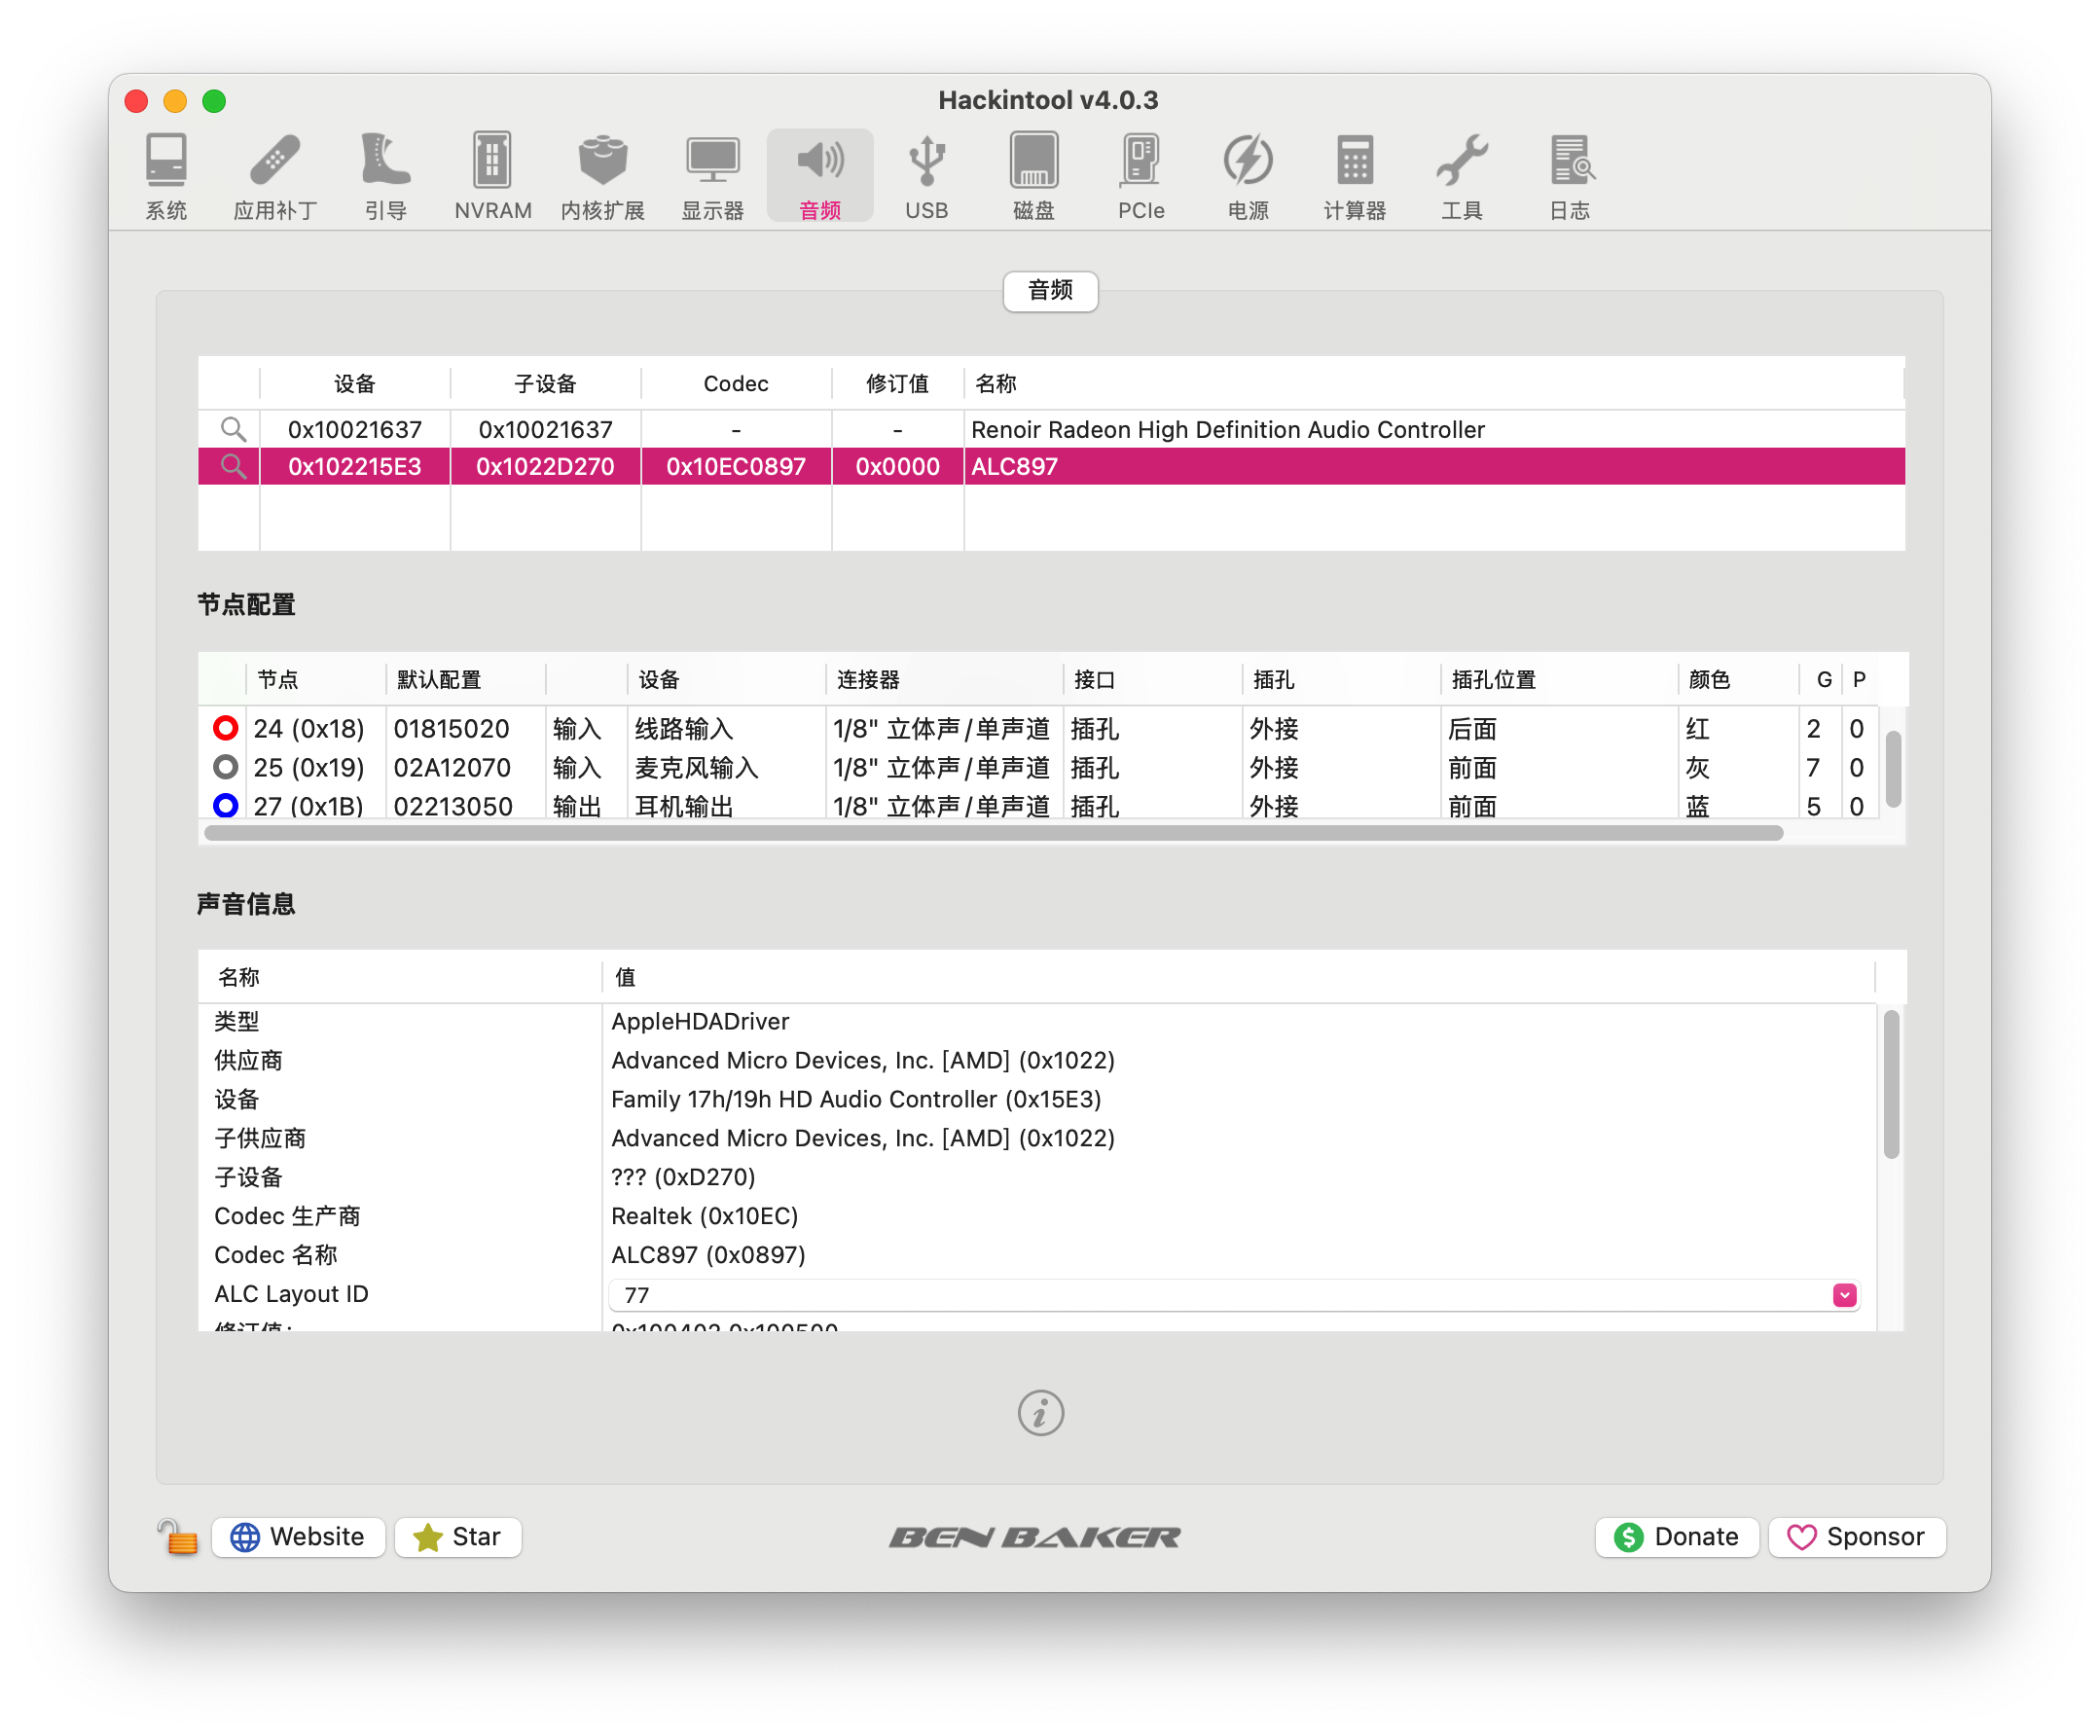 Hackintool v4.0.3
系统 应用补丁 引导 NVRAM 内核扩展 显示器 音频 USB 磁盘 PCIe 电源 计算器 工具 日志
音频
设备 子设备 Codec 修订值 名称
0x10021637 0x10021637 - - Renoir Radeon High Definition Audio Controller
0x102215E3 0x1022D270 0x10EC0897 0x0000 ALC897
节点配置
节点 默认配置 设备 连接器 接口 插孔 插孔位置 颜色 G P
24 (0x18) 01815020 输入 线路输入 1/8" 立体声/单声道 插孔 外接 后面 红 2 0
25 (0x19) 02A12070 输入 麦克风输入 1/8" 立体声/单声道 插孔 外接 前面 灰 7 0
27 (0x1B) 02213050 输出 耳机输出 1/8" 立体声/单声道 插孔 外接 前面 蓝 5 0
声音信息
名称 值
类型 AppleHDADriver
供应商 Advanced Micro Devices, Inc. [AMD] (0x1022)
设备 Family 17h/19h HD Audio Controller (0x15E3)
子供应商 Advanced Micro Devices, Inc. [AMD] (0x1022)
子设备 ??? (0xD270)
Codec 生产商 Realtek (0x10EC)
Codec 名称 ALC897 (0x0897)
ALC Layout ID 77
修订值: 0x100402 0x100500
Website Star BEN BAKER Donate Sponsor